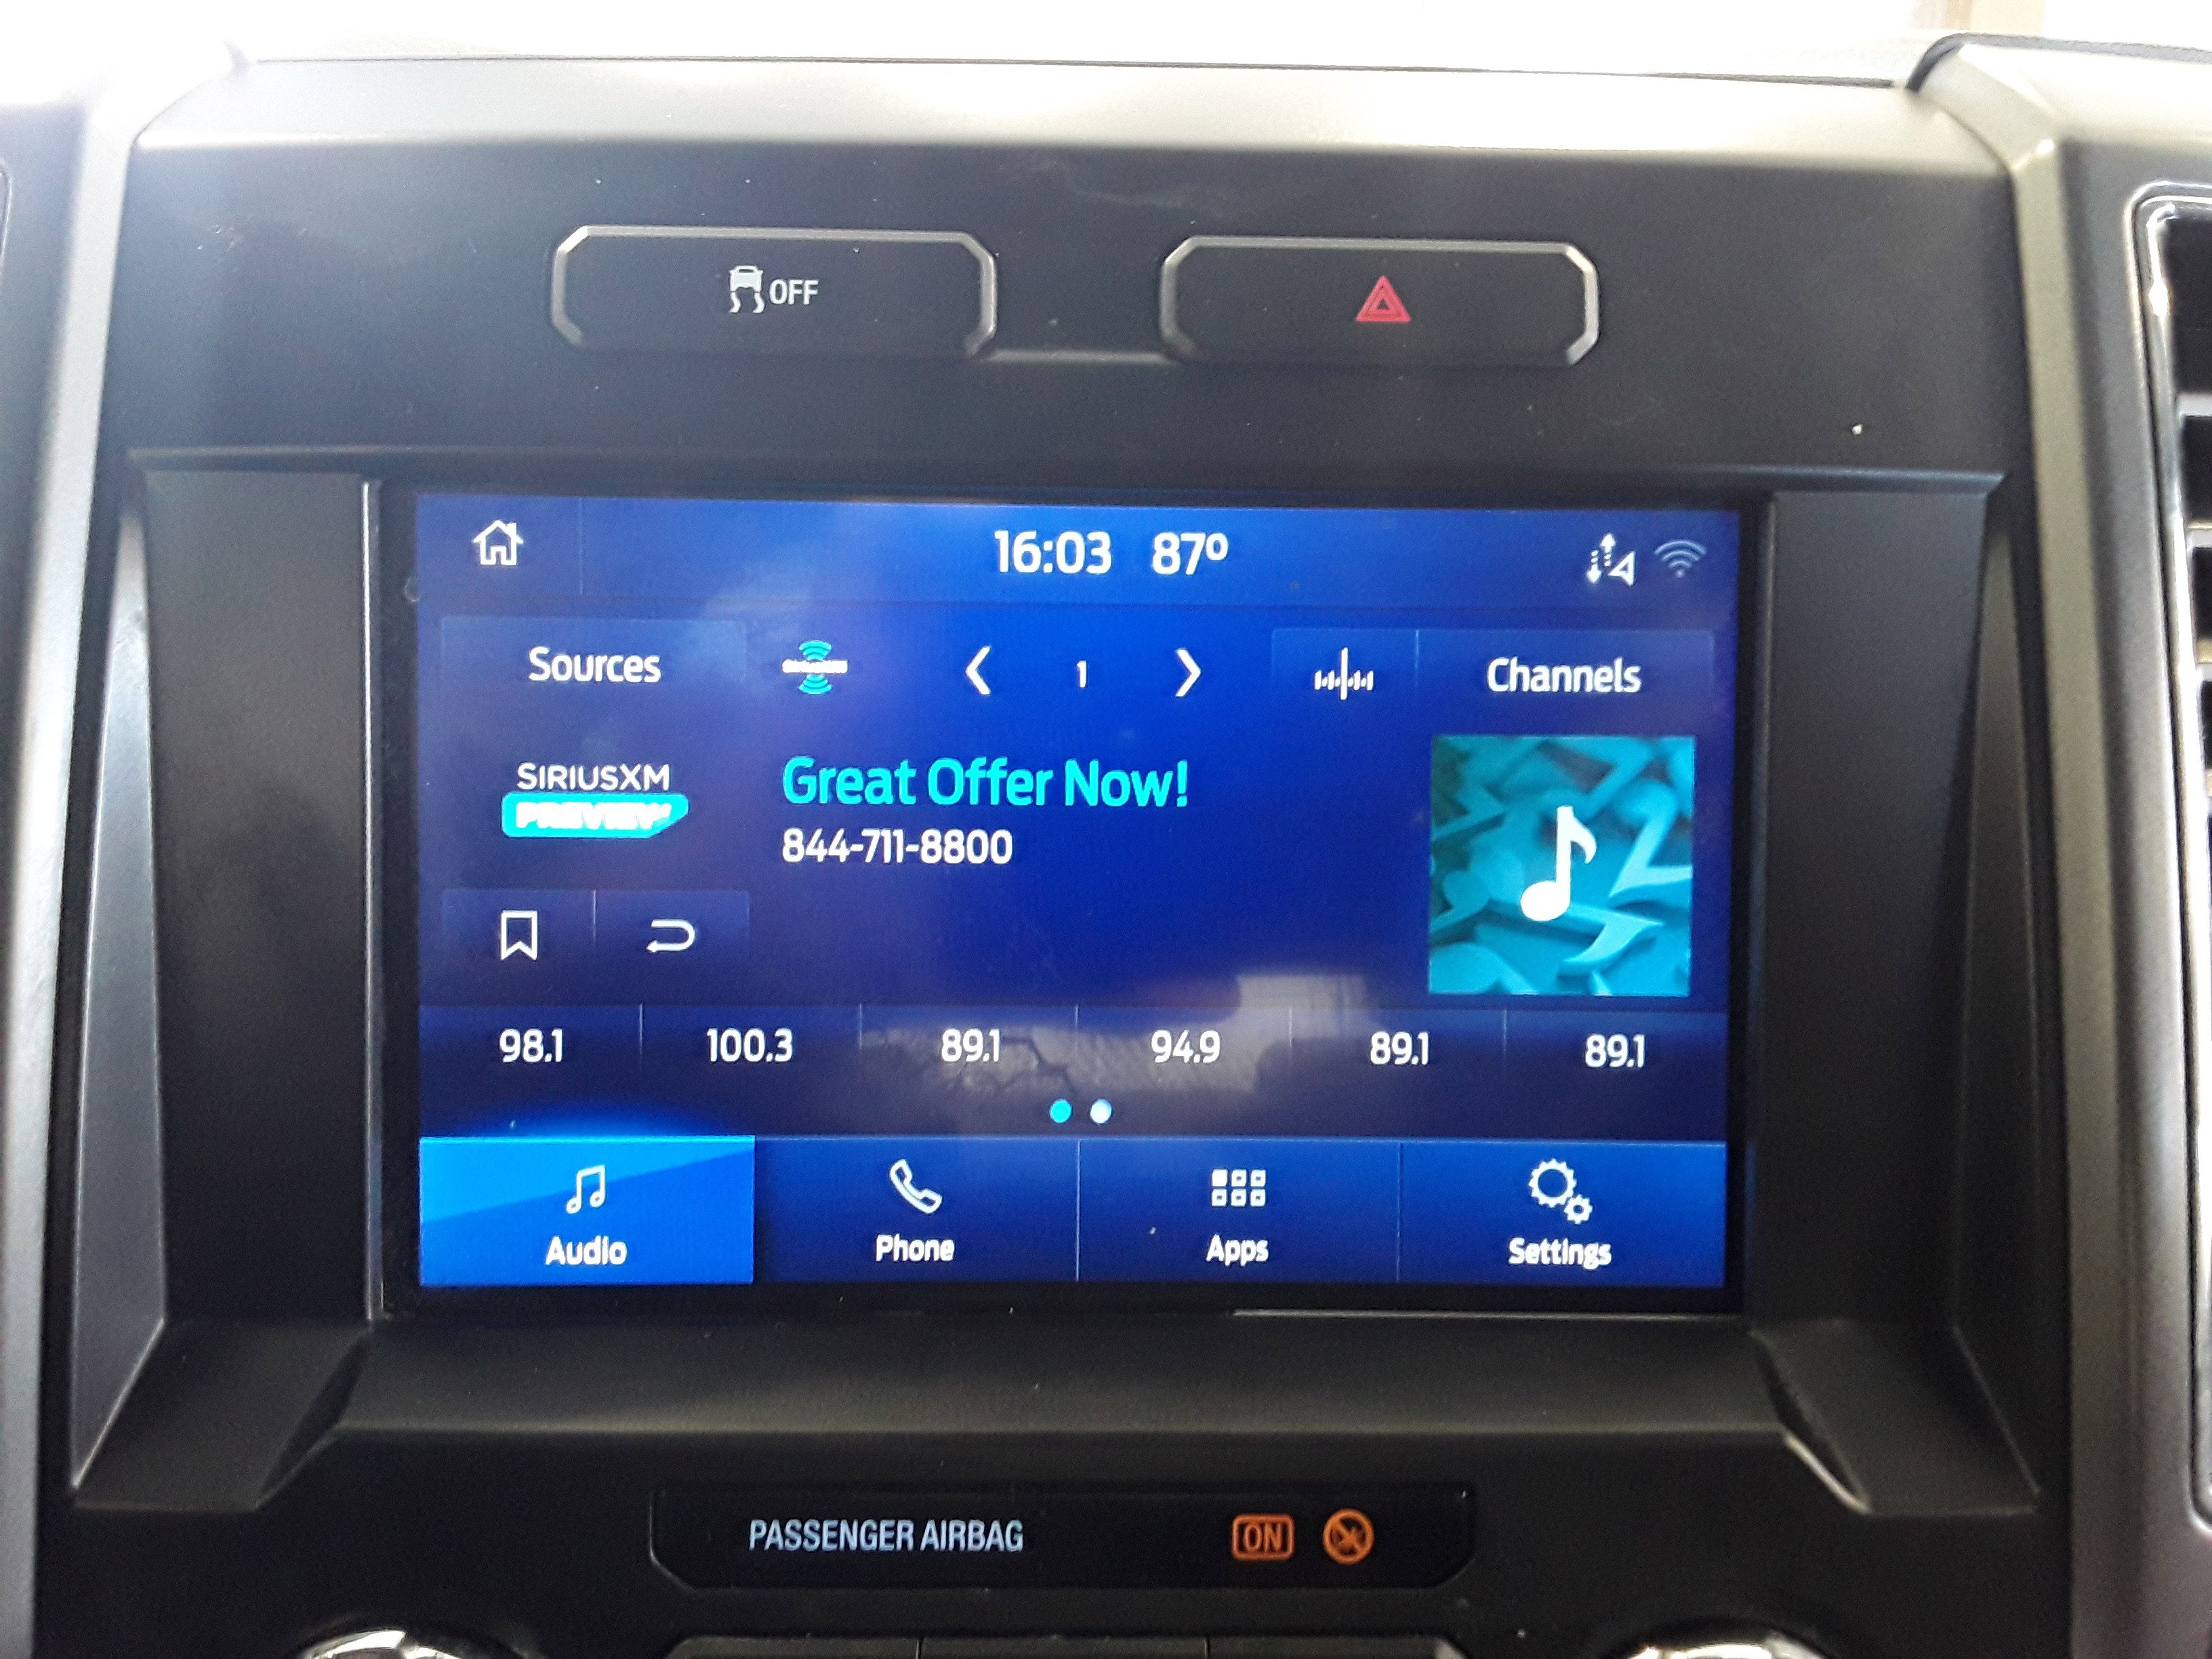 OFF
16:03 87°
Sources
1
Channels
SIRIUSXM
PREVIEW
Great Offer Now!
844-711-8800
98.1 100.3 89.1 94.9 89.1 89.1
Audio Phone Apps Settings
PASSENGER AIRBAG ON